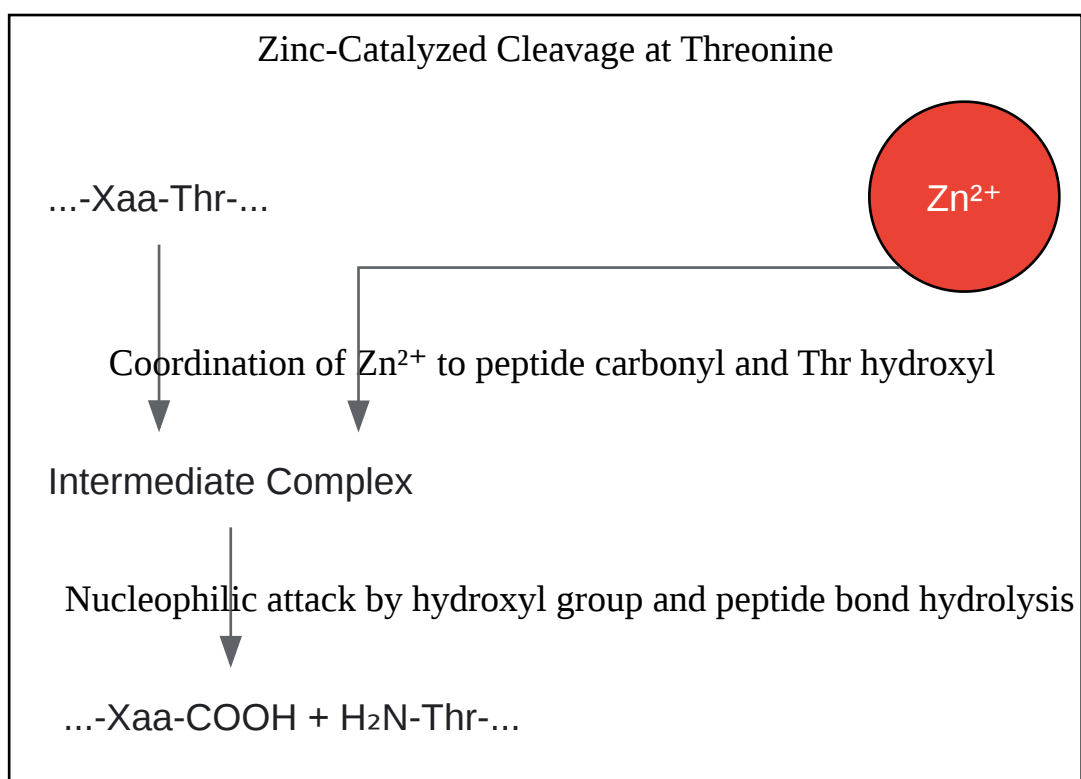 Zinc-Catalyzed Cleavage at Threonine
...-Xaa-Thr-...
Zn²⁺
Coordination of Zn²⁺ to peptide carbonyl and Thr hydroxyl
Intermediate Complex
Nucleophilic attack by hydroxyl group and peptide bond hydrolysis
...-Xaa-COOH + H₂N-Thr-...